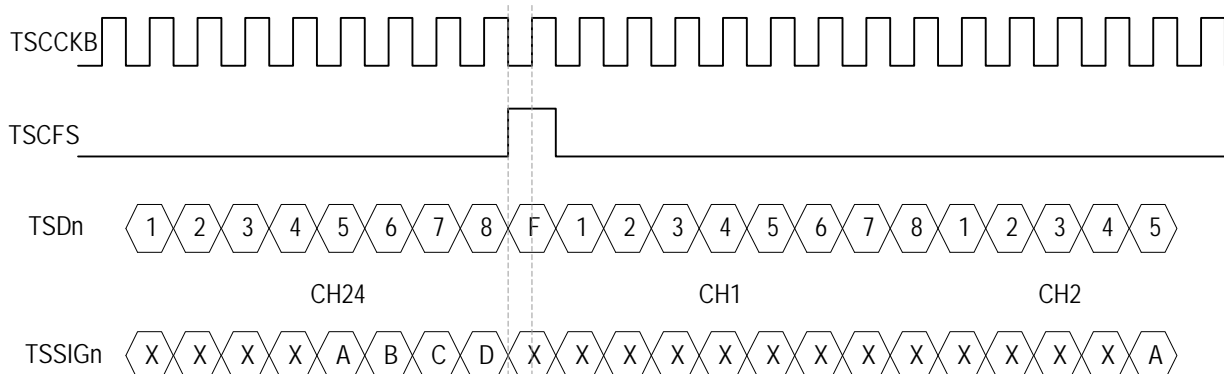 TSCCKB
TSCFS
TSDn 1 2 3 4 5 6 7 8 F 1 2 3 4 5 6 7 8 1 2 3 4 5
CH24 CH1 CH2
TSSIGn X X X X A B C D X X X X X X X X X X X X X A